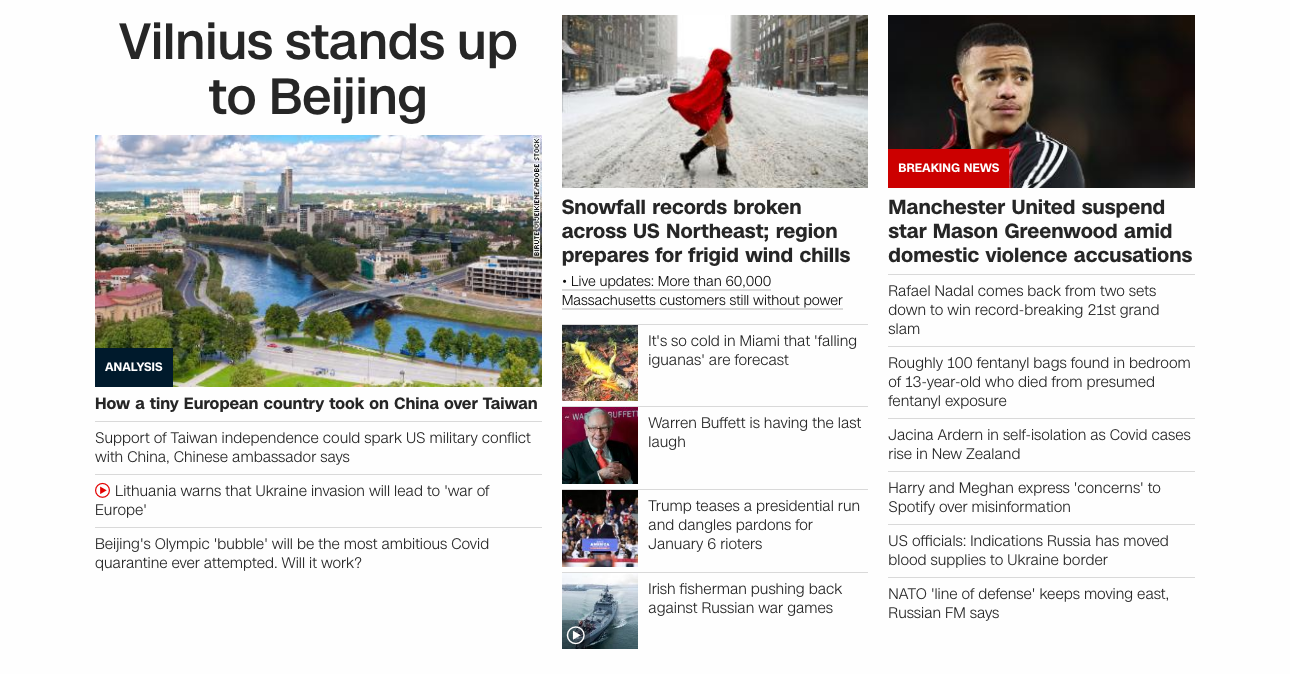 Vilnius stands up
to Beijing
BIRUTE
/ADOBE STOCK
ANALYSIS
How a tiny European country took on China over Taiwan
Support of Taiwan independence could spark US military conflict
with China, Chinese ambassador says
Lithuania warns that Ukraine invasion will lead to 'war of
Europe'
Beijing's Olympic 'bubble' will be the most ambitious Covid
quarantine ever attempted. Will it work?
Snowfall records broken
across US Northeast; region
prepares for frigid wind chills
• Live updates: More than 60,000
Massachusetts customers still without power
It's so cold in Miami that 'falling
iguanas' are forecast
Warren Buffett is having the last
laugh
Trump teases a presidential run
and dangles pardons for
January 6 rioters
Irish fisherman pushing back
against Russian war games
BREAKING NEWS
Manchester United suspend
star Mason Greenwood amid
domestic violence accusations
Rafael Nadal comes back from two sets
down to win record-breaking 21st grand
slam
Roughly 100 fentanyl bags found in bedroom
of 13-year-old who died from presumed
fentanyl exposure
Jacina Ardern in self-isolation as Covid cases
rise in New Zealand
Harry and Meghan express 'concerns' to
Spotify over misinformation
US officials: Indications Russia has moved
blood supplies to Ukraine border
NATO 'line of defense' keeps moving east,
Russian FM says